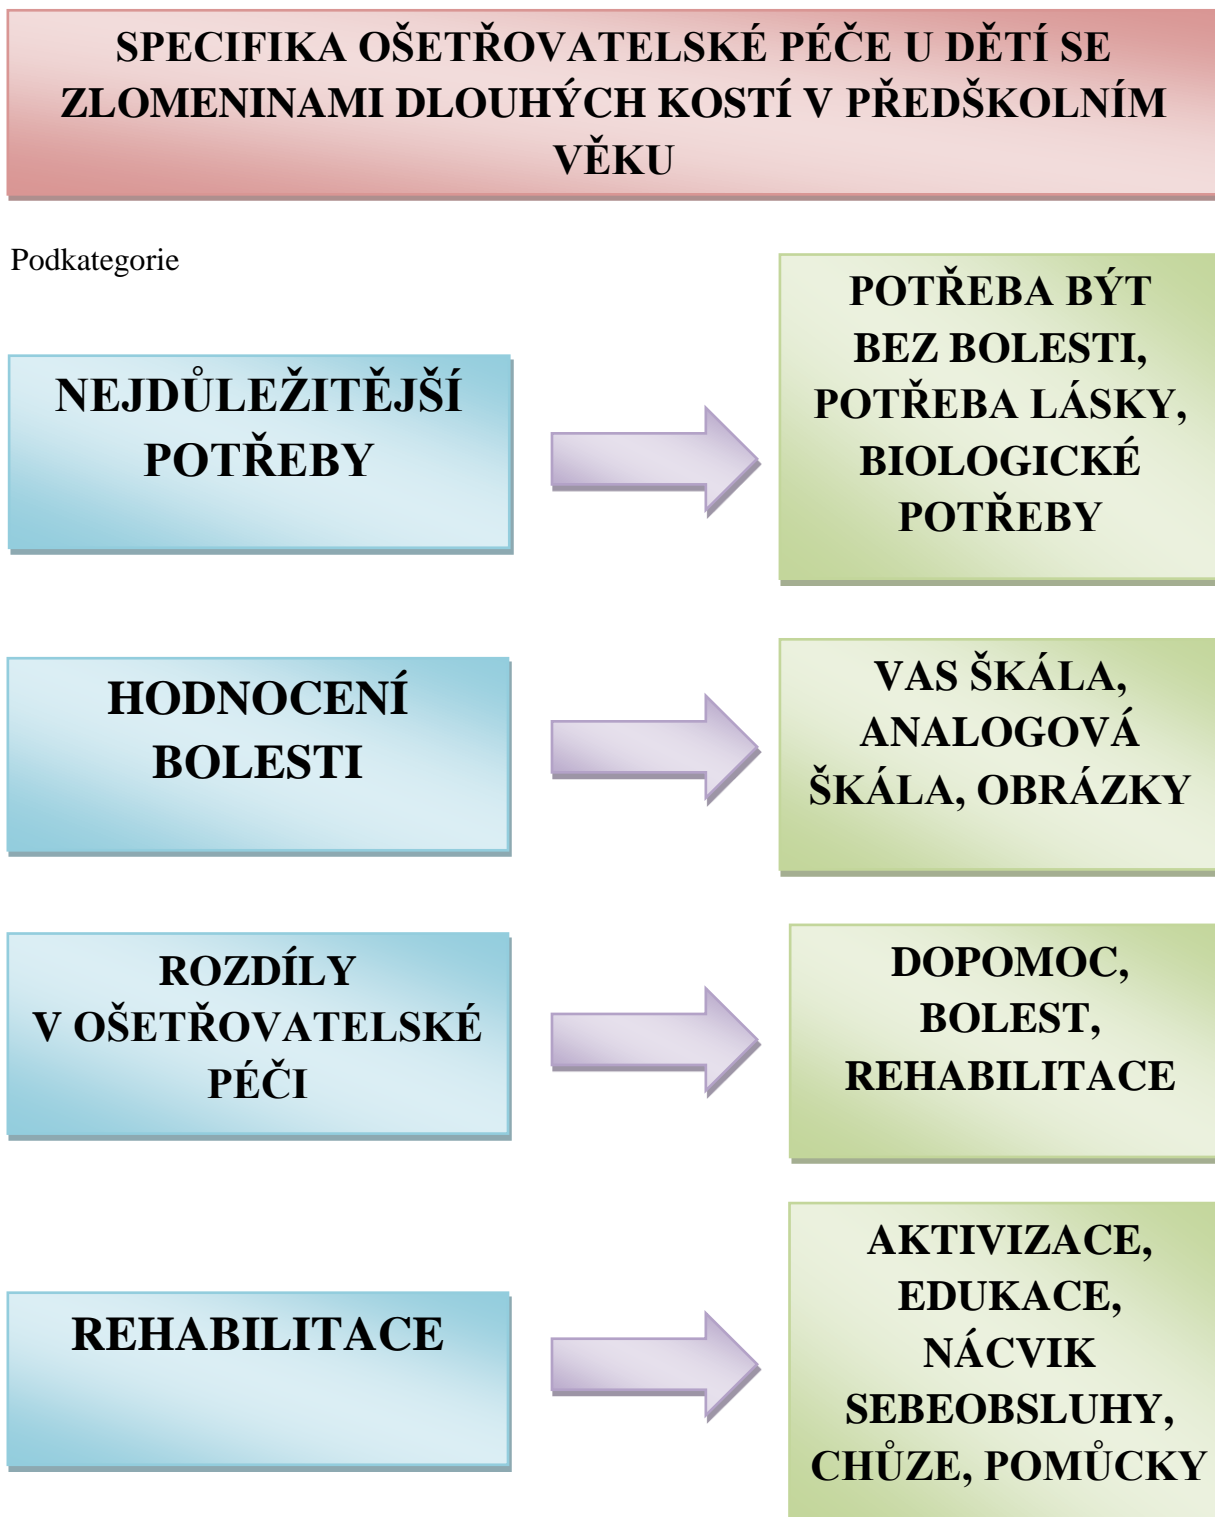 SPECIFIKA OŠETŘOVATELSKÉ PÉČE U DĚTÍ SE
ZLOMENINAMI DLOUHÝCH KOSTÍ V PŘEDŠKOLNÍM
VĚKU
Podkategorie
NEJDŮLEŽITĚJŠÍ
POTŘEBY
POTŘEBA BÝT
BEZ BOLESTI,
POTŘEBA LÁSKY,
BIOLOGICKÉ
POTŘEBY
HODNOCENÍ
BOLESTI
VAS ŠKÁLA,
ANALOGOVÁ
ŠKÁLA, OBRÁZKY
ROZDÍLY
V OŠETŘOVATELSKÉ
PÉČI
DOPOMOC,
BOLEST,
REHABILITACE
REHABILITACE
AKTIVIZACE,
EDUKACE,
NÁCVIK
SEBEOBSLUHY,
CHŮZE, POMŮCKY